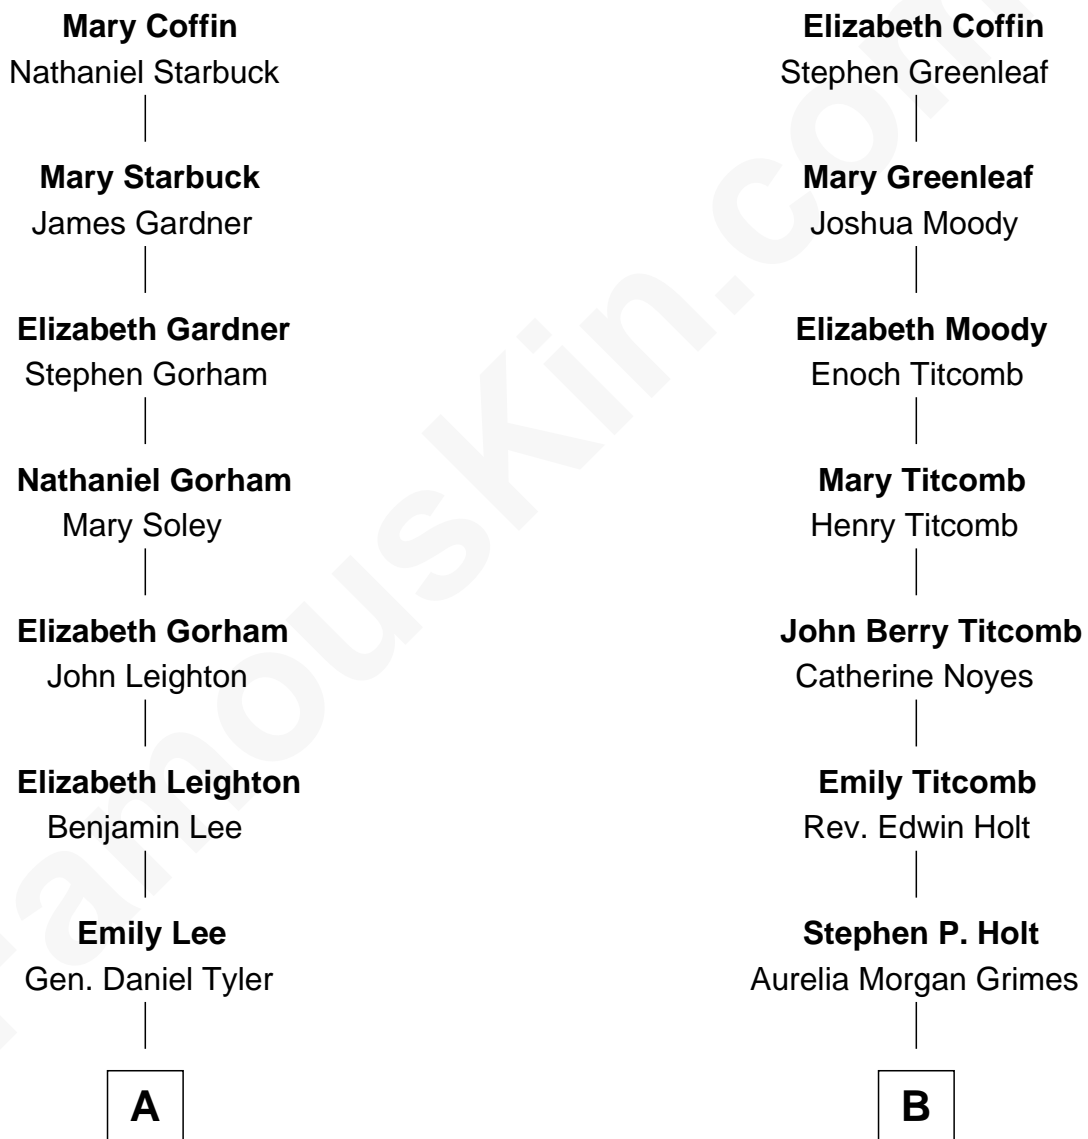 Mary Coffin
Nathaniel Starbuck
Mary Starbuck
James Gardner
Elizabeth Gardner
Stephen Gorham
Nathaniel Gorham
Mary Soley
Elizabeth Gorham
John Leighton
Elizabeth Leighton
Benjamin Lee
Emily Lee
Gen. Daniel Tyler
A
Elizabeth Coffin
Stephen Greenleaf
Mary Greenleaf
Joshua Moody
Elizabeth Moody
Enoch Titcomb
Mary Titcomb
Henry Titcomb
John Berry Titcomb
Catherine Noyes
Emily Titcomb
Rev. Edwin Holt
Stephen P. Holt
Aurelia Morgan Grimes
B
FamousKin.com